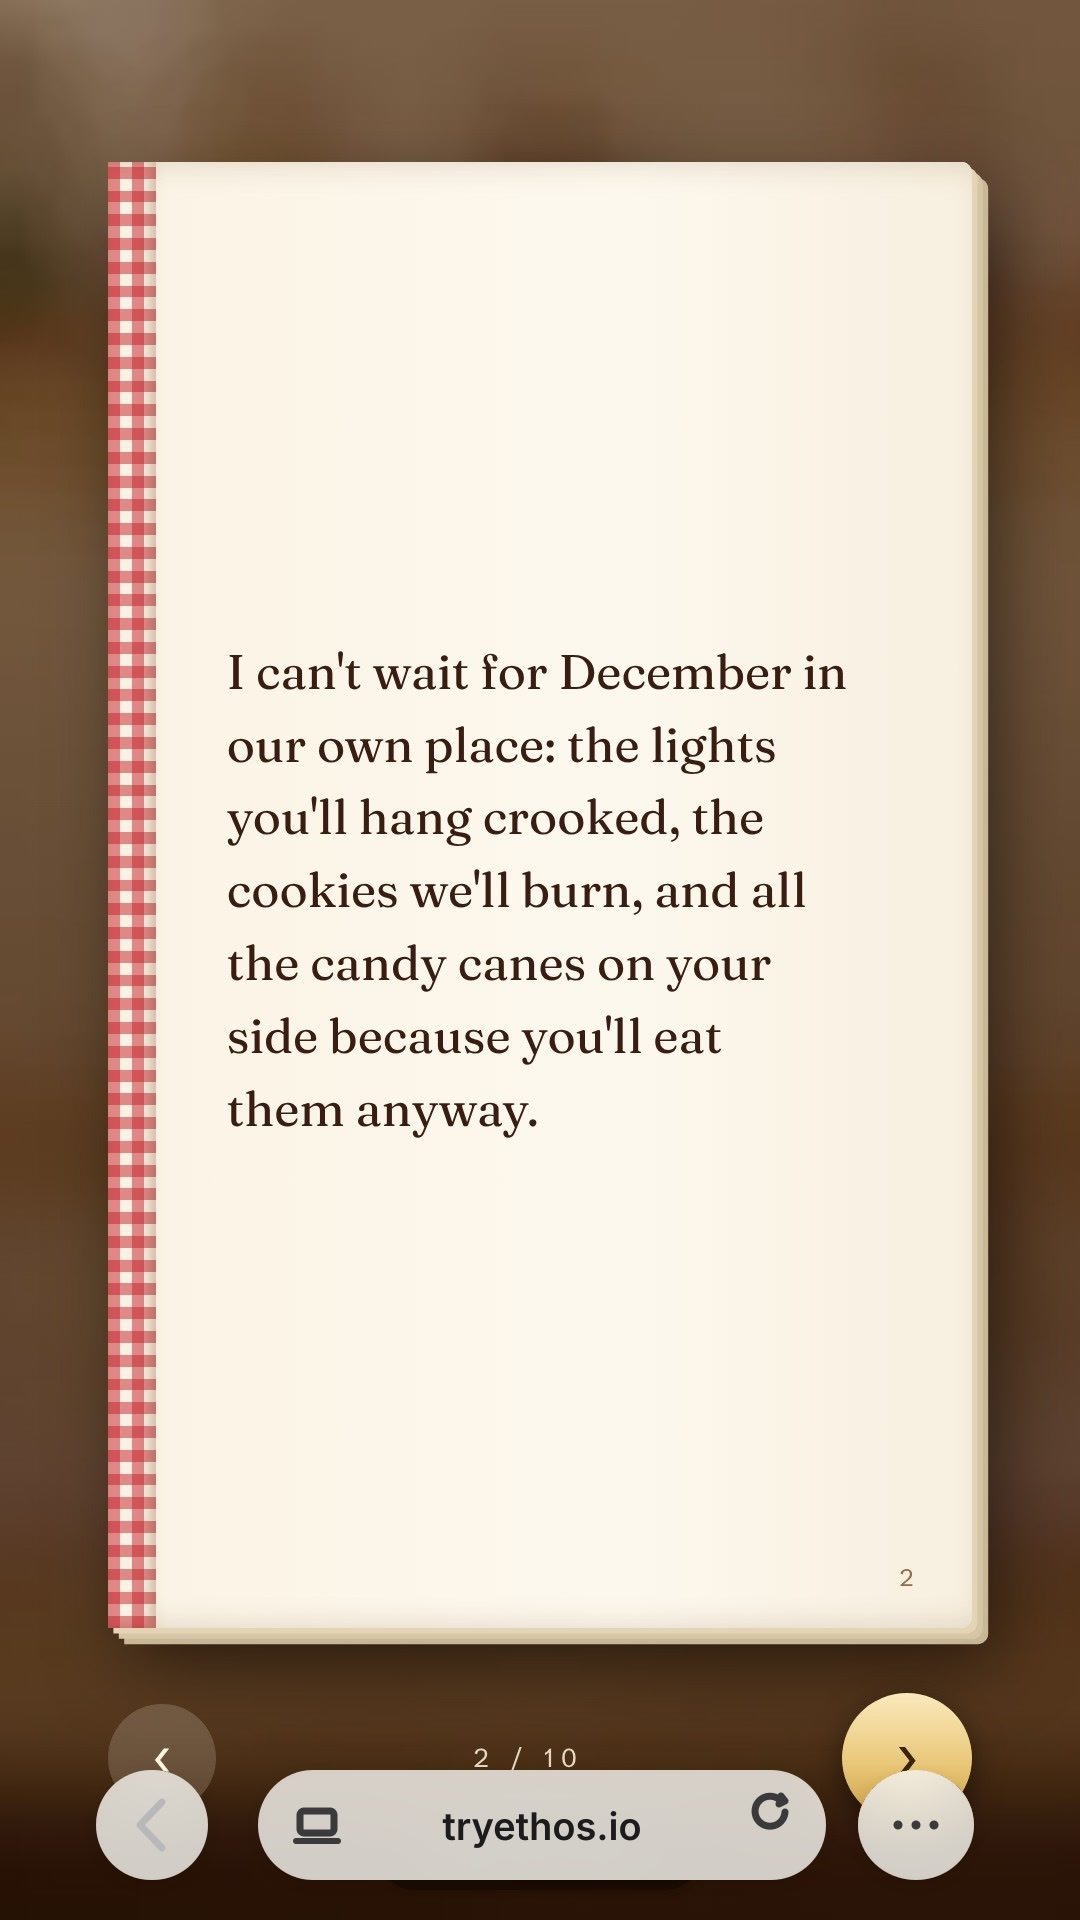 I can't wait for December in
our own place: the lights
you'll hang crooked, the
cookies we'll burn, and all
the candy canes on your
side because you'll eat
them anyway.
2
2 / 10
tryethos.io